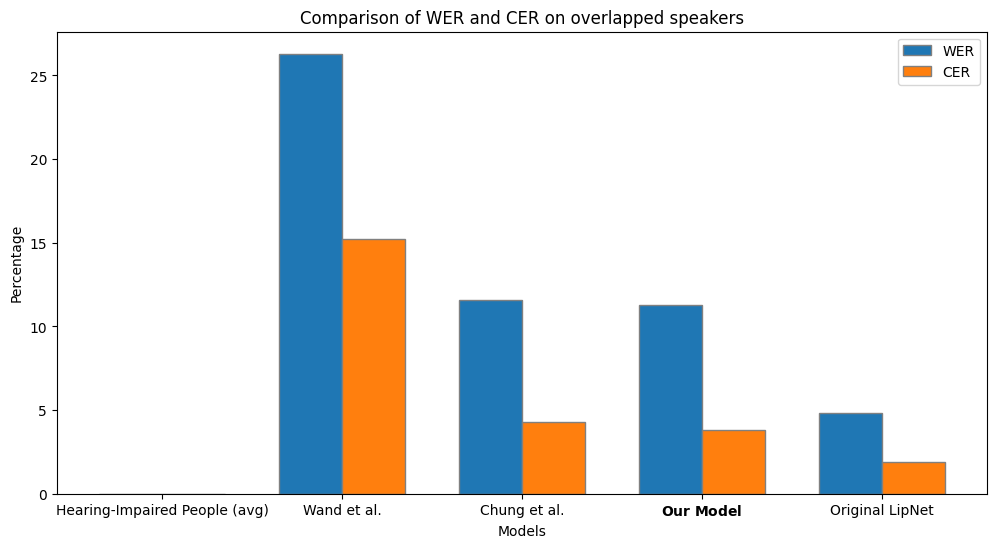 Comparison of WER and CER on overlapped speakers
WER
CER
Percentage
25
20
15
10
5
0
Hearing-Impaired People (avg)
Wand et al.
Chung et al.
Our Model
Original LipNet
Models